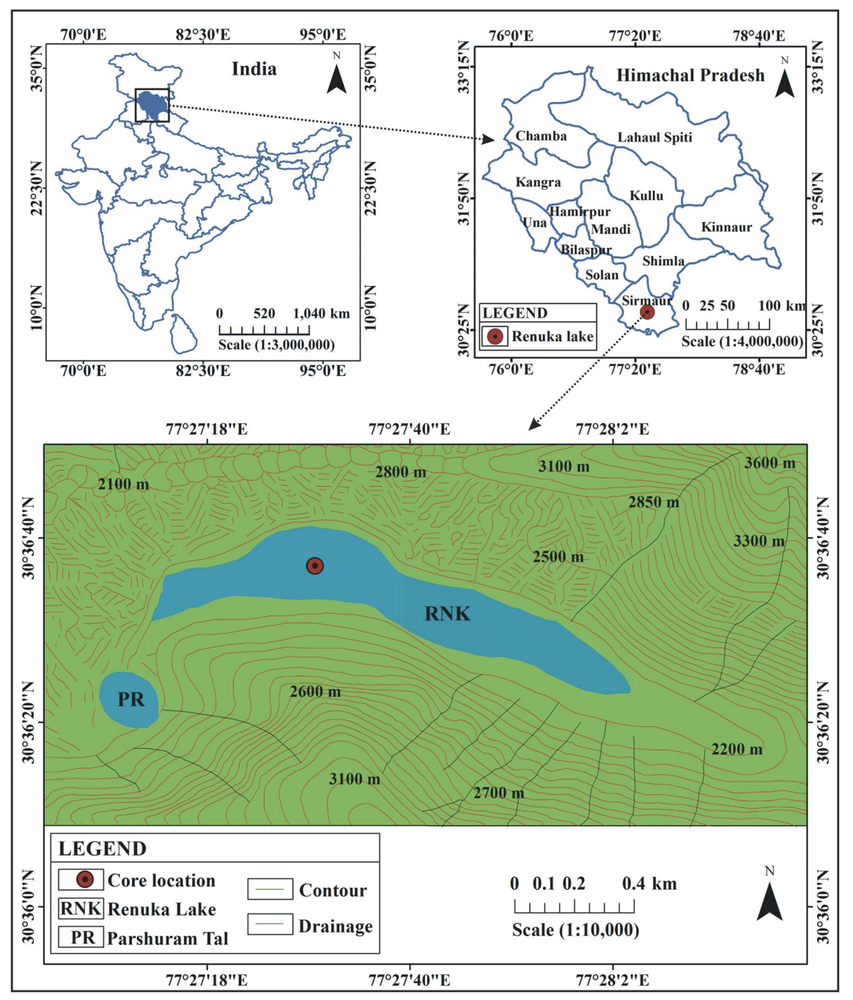 70°0'E 82°30'E 95°0'E
35°0'N
22°30'N
10°0'N
India
N
35°0'N
22°30'N
10°0'N
0 520 1,040 km
Scale (1:3,000,000)
70°0'E 82°30'E 95°0'E
76°0'E 77°20'E 78°40'E
33°15'N
31°50'N
30°25'N
Himachal Pradesh
N
33°15'N
31°50'N
30°25'N
Chamba
Lahaul Spiti
Kangra
Kullu
Hamirpur
Una
Mandi
Kinnaur
Bilaspur
Shimla
Solan
Sirmaur
0 25 50 100 km
Scale (1:4,000,000)
LEGEND
Renuka lake
76°0'E 77°20'E 78°40'E
77°27'18"E 77°27'40"E 77°28'2"E
30°36'40"N
30°36'20"N
30°36'0"N
2100 m
2800 m
3100 m
3600 m
2850 m
3300 m
2500 m
RNK
PR
2600 m
2200 m
3100 m
2700 m
30°36'40"N
30°36'20"N
30°36'0"N
LEGEND
Core location
RNK Renuka Lake
PR Parshuram Tal
Contour
Drainage
0 0.1 0.2 0.4 km
Scale (1:10,000)
N
77°27'18"E 77°27'40"E 77°28'2"E